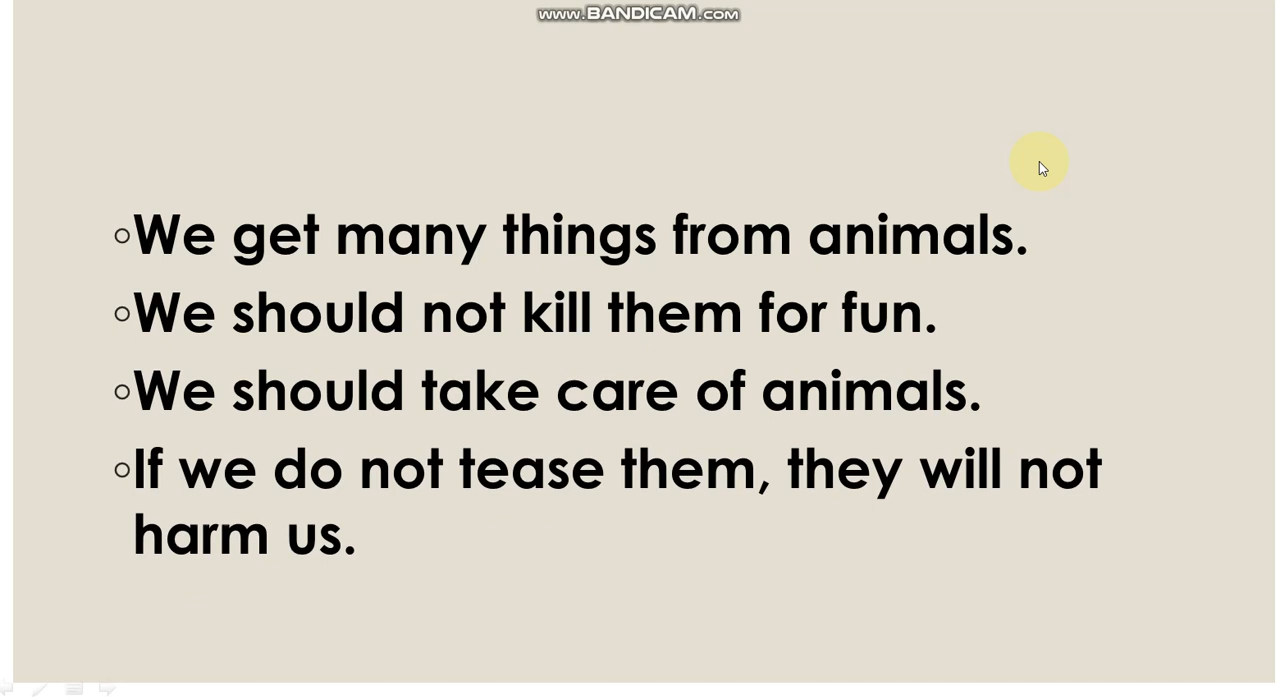 www.BANDICAM.com
◦We get many things from animals.
◦We should not kill them for fun.
◦We should take care of animals.
◦If we do not tease them, they will not
harm us.